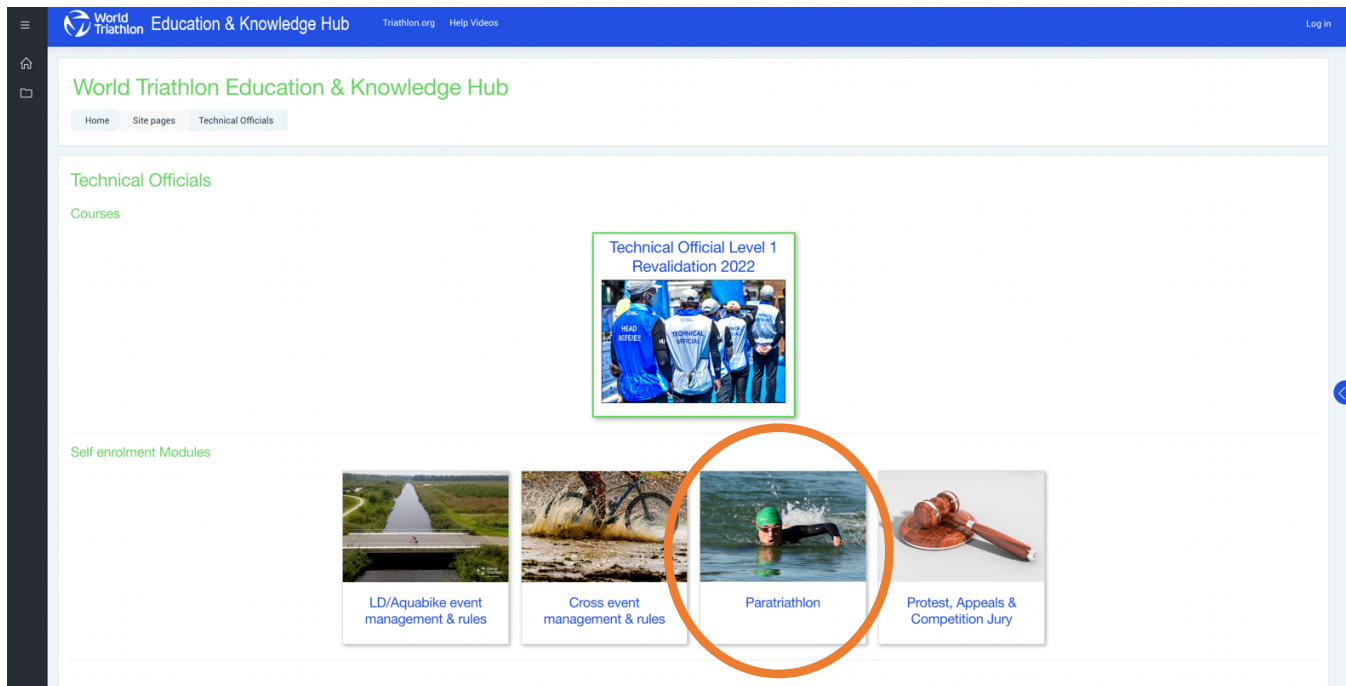 World
Triathlon Education & Knowledge Hub
Triathlon.org Help Videos
Log in
World Triathlon Education & Knowledge Hub
Home Site pages Technical Officials
Technical Officials
Courses
Technical Official Level 1
Revalidation 2022
HEAD
REFEREE
TECHNICAL
OFFICIAL
Self enrolment Modules
World
Triathlon
LD/Aquabike event
management & rules
Cross event
management & rules
Paratriathlon
Protest, Appeals &
Competition Jury